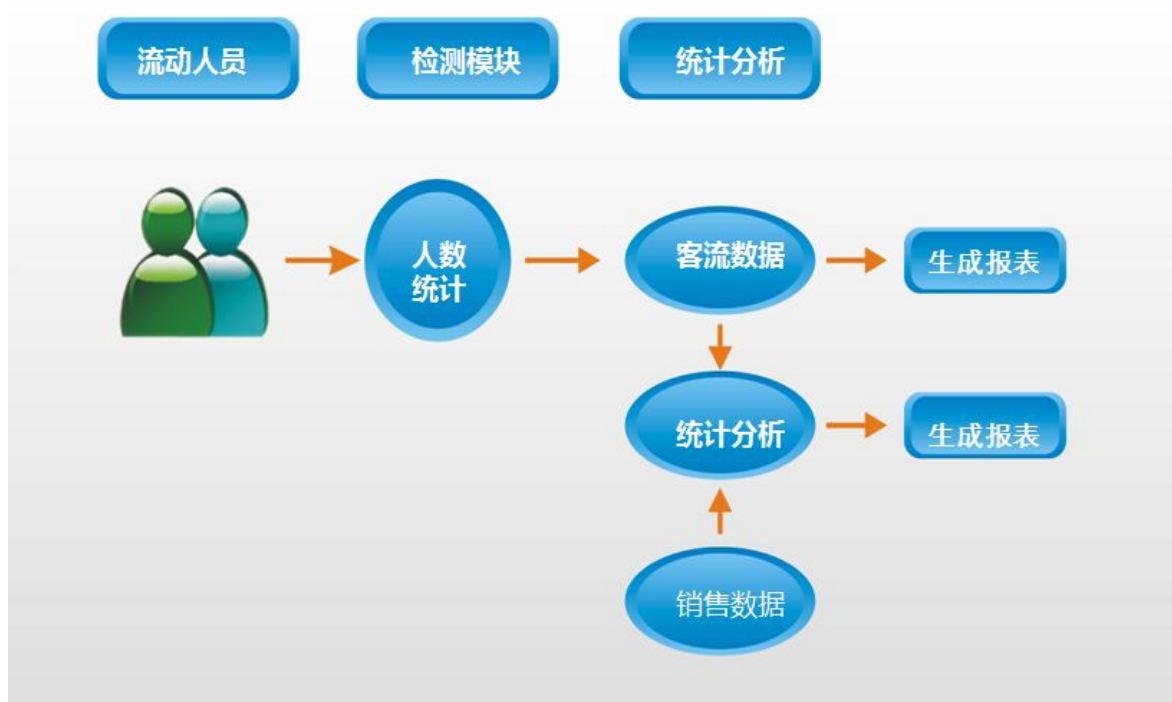 流动人员
检测模块
统计分析
人数
统计
客流数据
生成报表
统计分析
生成报表
销售数据